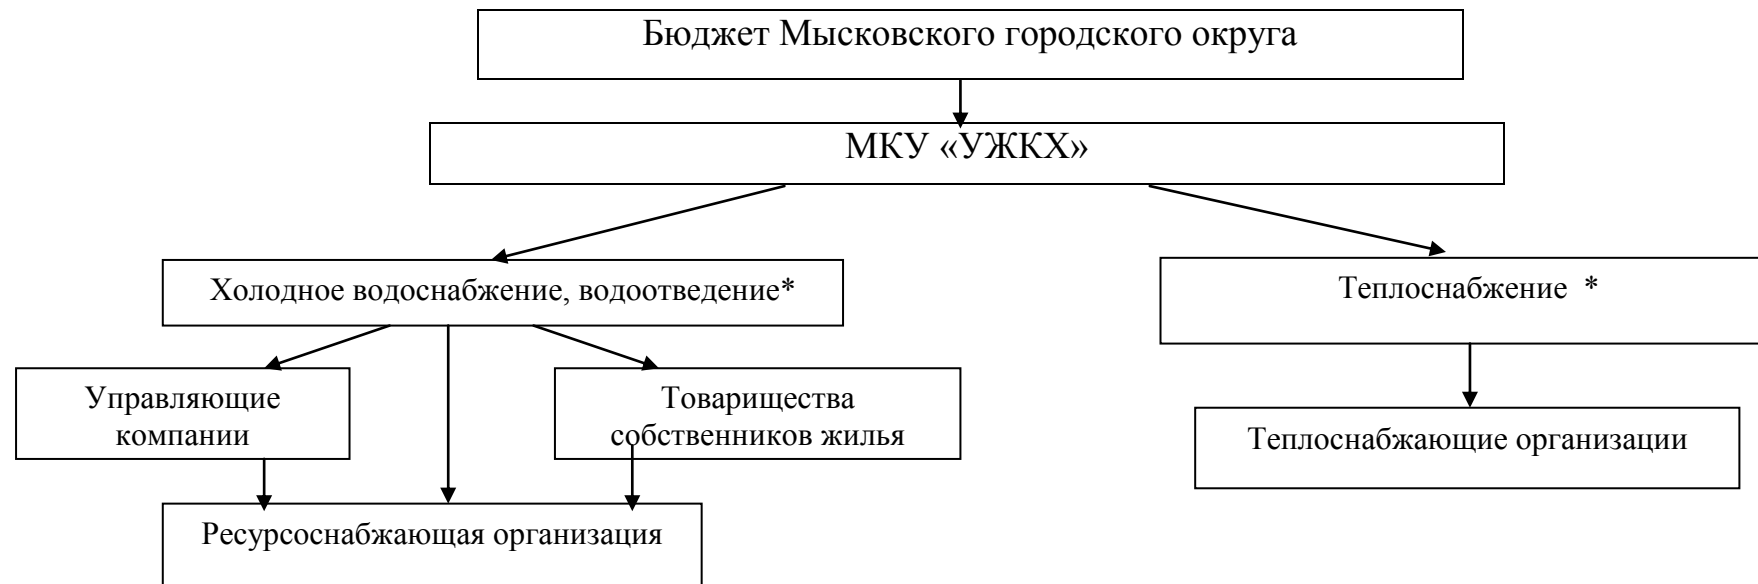 Бюджет Мысковского городского округа
МКУ «УЖКХ»
Холодное водоснабжение, водоотведение*
Теплоснабжение *
Управляющие
компании
Товарищества
собственников жилья
Теплоснабжающие организации
Ресурсоснабжающая организация